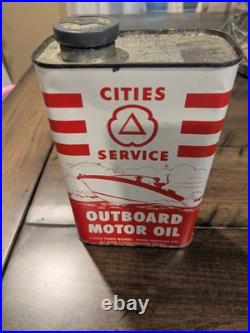 CITIES
SERVICE
OUTBOARD
MOTOR OIL